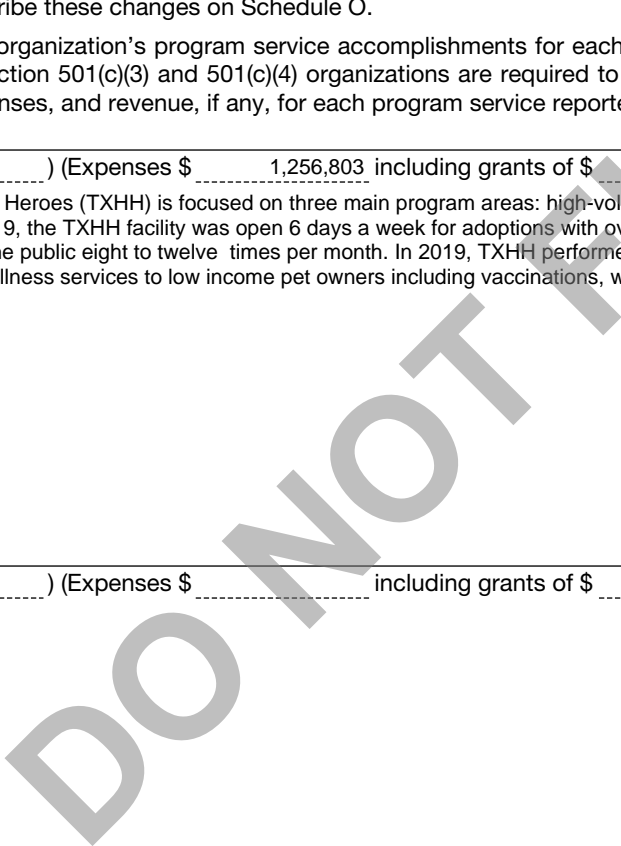 ribe these changes on Schedule O.
organization's program service accomplishments for each
ction 501(c)(3) and 501(c)(4) organizations are required to
nses, and revenue, if any, for each program service reporte
) (Expenses $ 1,256,803 including grants of $
Heroes (TXHH) is focused on three main program areas: high-vol
9, the TXHH facility was open 6 days a week for adoptions with ov
e public eight to twelve times per month. In 2019, TXHH performe
llness services to low income pet owners including vaccinations, w
) (Expenses $ including grants of $
DO NOT FI